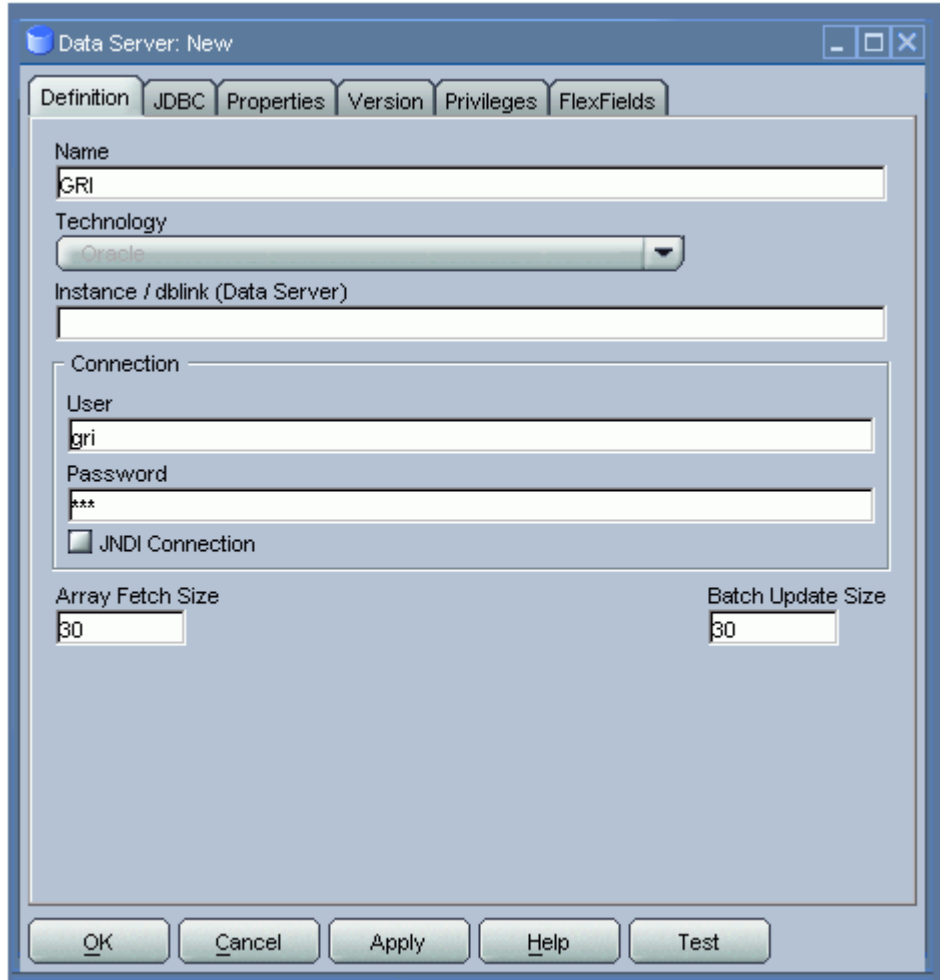 Data Server: New
Definition JDBC Properties Version Privileges FlexFields
Name
GRI
Technology
Oracle
Instance / dblink (Data Server)
Connection
User
gri
Password
***
JNDI Connection
Array Fetch Size Batch Update Size
30 30
OK Cancel Apply Help Test